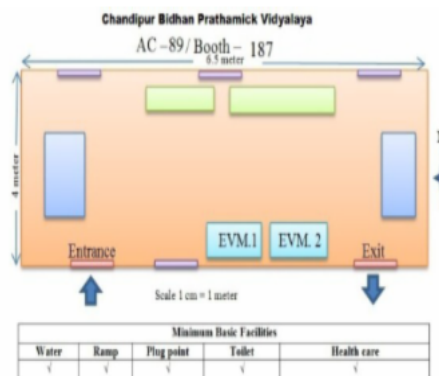 Chandipur Bidhan Prathamick Vidyalaya
AC -89/ Booth - 187
6.5 meter
4 meter
EVM.1 EVM. 2
Entrance Exit
Scale 1 cm = 1 meter
Minimum Basic Facilities
Water Ramp Plug point Toilet Health care
√ √ √ √ √